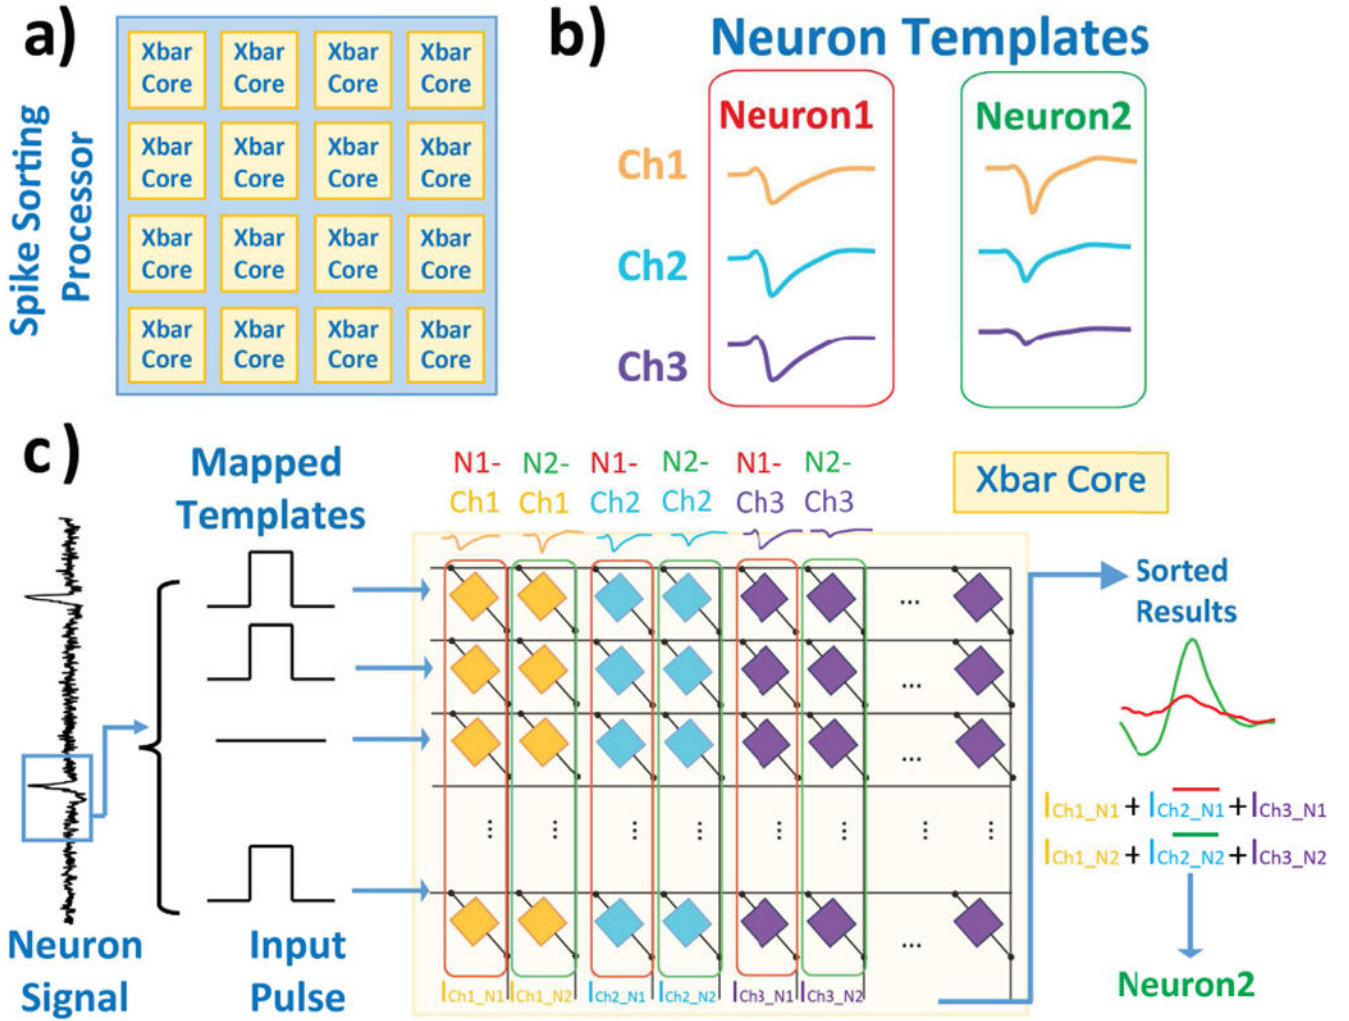 a)
Spike Sorting
Processor
Xbar Core Xbar Core Xbar Core Xbar Core
Xbar Core Xbar Core Xbar Core Xbar Core
Xbar Core Xbar Core Xbar Core Xbar Core
Xbar Core Xbar Core Xbar Core Xbar Core
b)
Neuron Templates
Neuron1 Neuron2
Ch1
Ch2
Ch3
c)
Mapped
Templates
N1- N2- N1- N2- N1- N2-
Ch1 Ch1 Ch2 Ch2 Ch3 Ch3
Xbar Core
...
...
...
...
Sorted
Results
ICh1_N1 + ICh2_N1 + ICh3_N1
ICh1_N2 + ICh2_N2 + ICh3_N2
Neuron2
Neuron
Signal
Input
Pulse
ICh1_N1 ICh1_N2 ICh2_N1 ICh2_N2 ICh3_N1 ICh3_N2